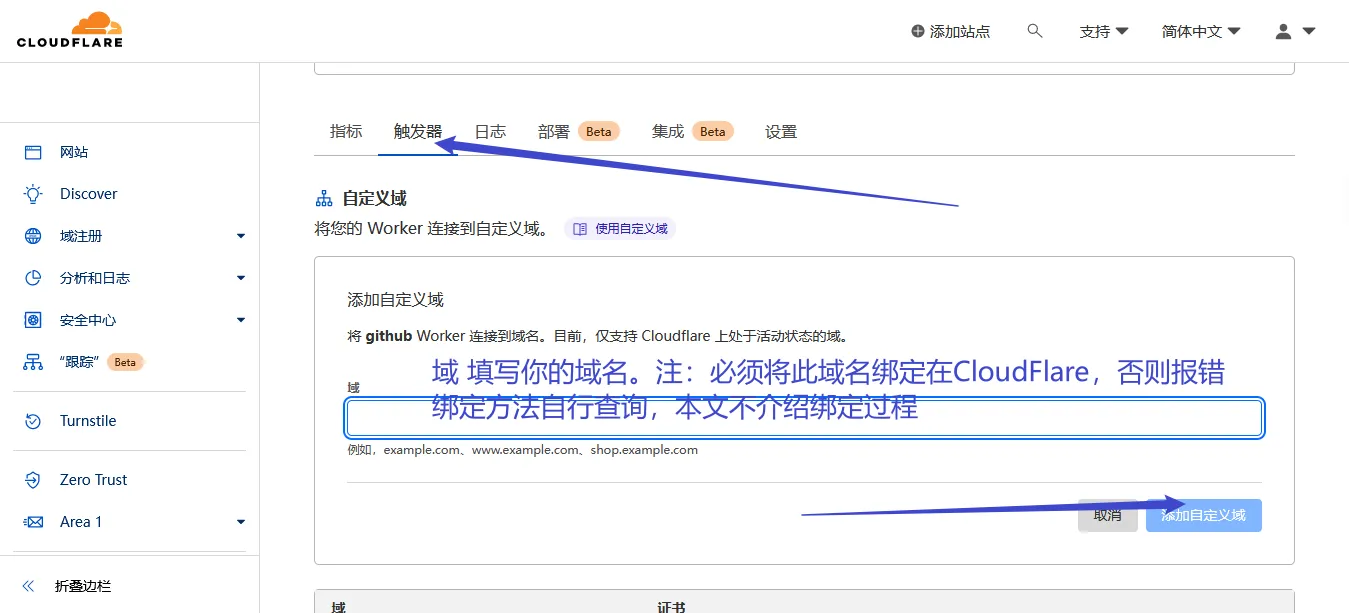 CLOUDFLARE
添加站点
支持
简体中文
网站
Discover
域注册
分析和日志
安全中心
“跟踪” Beta
Turnstile
Zero Trust
Area 1
折叠边栏
指标 触发器 日志 部署 Beta 集成 Beta 设置
自定义域
将您的 Worker 连接到自定义域。 使用自定义域
添加自定义域
将 github Worker 连接到域名。目前，仅支持 Cloudflare 上处于活动状态的域。
域
域 填写你的域名。注：必须将此域名绑定在CloudFlare，否则报错
绑定方法自行查询，本文不介绍绑定过程
例如，example.com、www.example.com、shop.example.com
取消 添加自定义域
域 证书